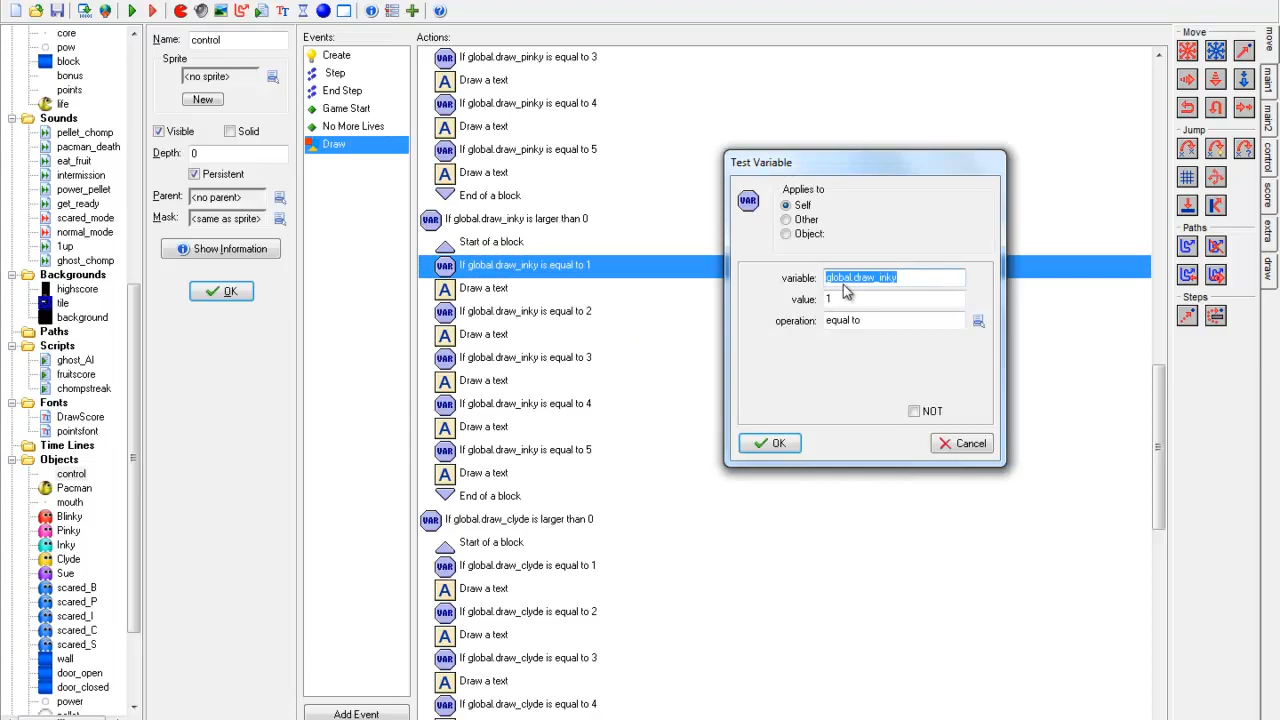 core
pow
block
bonus
points
life
Sounds
pellet_chomp
pacman_death
eat_fruit
intermission
power_pellet
get_ready
scared_mode
normal_mode
1up
ghost_chomp
Backgrounds
highscore
tile
background
Paths
Scripts
ghost_AI
fruitscore
chompstreak
Fonts
DrawScore
pointsfont
Time Lines
Objects
control
Pacman
mouth
Blinky
Pinky
Inky
Clyde
Sue
scared_B
scared_P
scared_I
scared_C
scared_S
wall
door_open
door_closed
power
Name: control
Sprite
<no sprite>
New
Visible Solid
Depth: 0
Persistent
Parent: <no parent>
Mask: <same as sprite>
Show Information
OK
Events:
Create
Step
End Step
Game Start
No More Lives
Draw
Add Event
Actions:
If global.draw_pinky is equal to 3
Draw a text
If global.draw_pinky is equal to 4
Draw a text
If global.draw_pinky is equal to 5
Draw a text
End of a block
If global.draw_inky is larger than 0
Start of a block
If global.draw_inky is equal to 1
Draw a text
If global.draw_inky is equal to 2
Draw a text
If global.draw_inky is equal to 3
Draw a text
If global.draw_inky is equal to 4
Draw a text
If global.draw_inky is equal to 5
Draw a text
End of a block
If global.draw_clyde is larger than 0
Start of a block
If global.draw_clyde is equal to 1
Draw a text
If global.draw_clyde is equal to 2
Draw a text
If global.draw_clyde is equal to 3
Draw a text
If global.draw_clyde is equal to 4
Test Variable
Applies to
Self
Other
Object:
variable: global.draw_inky
value: 1
operation: equal to
NOT
OK Cancel
Move
Jump
Paths
Steps
move
main1
main2
control
score
extra
draw